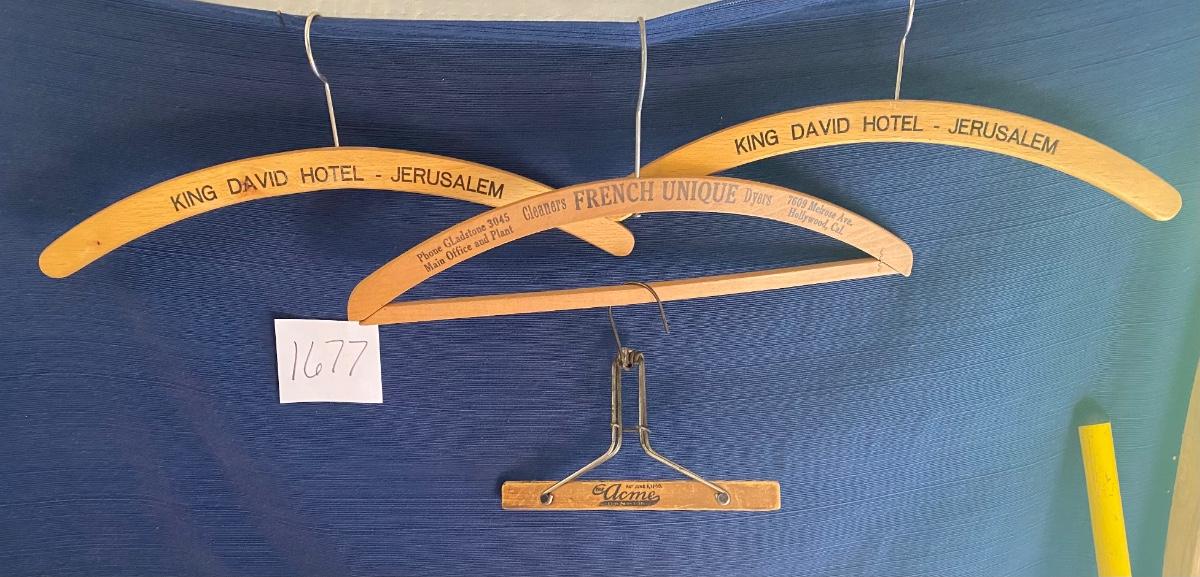 KING DAVID HOTEL - JERUSALEM
KING DAVID HOTEL - JERUSALEM
Phone GLadstone 3045
Main Office and Plant
Cleaners FRENCH UNIQUE Dyers
7609 Melrose Ave.
Hollywood, Cal.
1677
The Acme